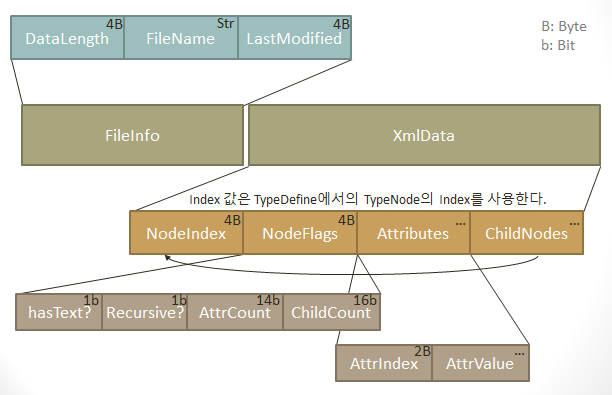 4B Str 4B
DataLength FileName LastModified
B: Byte
b: Bit
FileInfo XmlData
Index 값은 TypeDefine에서의 TypeNode의 Index를 사용한다.
4B 4B ... ...
NodeIndex NodeFlags Attributes ChildNodes
1b 1b 14b 16b
hasText? Recursive? AttrCount ChildCount
2B ...
AttrIndex AttrValue